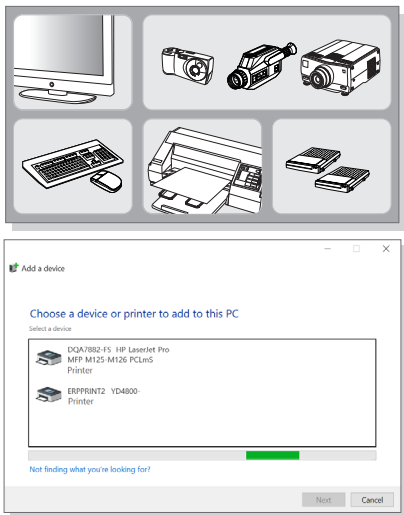 Add a device
Choose a device or printer to add to this PC
Select a device
DQA7882-F5 HP LaserJet Pro
MFP M125-M126 PCLmS
Printer
ERPPRINT2 YD4800-
Printer
Not finding what you're looking for?
Next Cancel